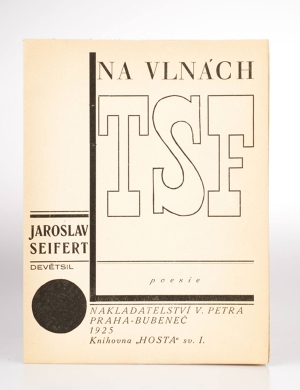 NA VLNÁCH
TSF
JAROSLAV
SEIFERT
DEVĚTSIL
poesie
NAKLADATELSTVÍ V. PETRA
PRAHA-BUBENEČ
1925
Knihovna „HOSTA“ sv. I.